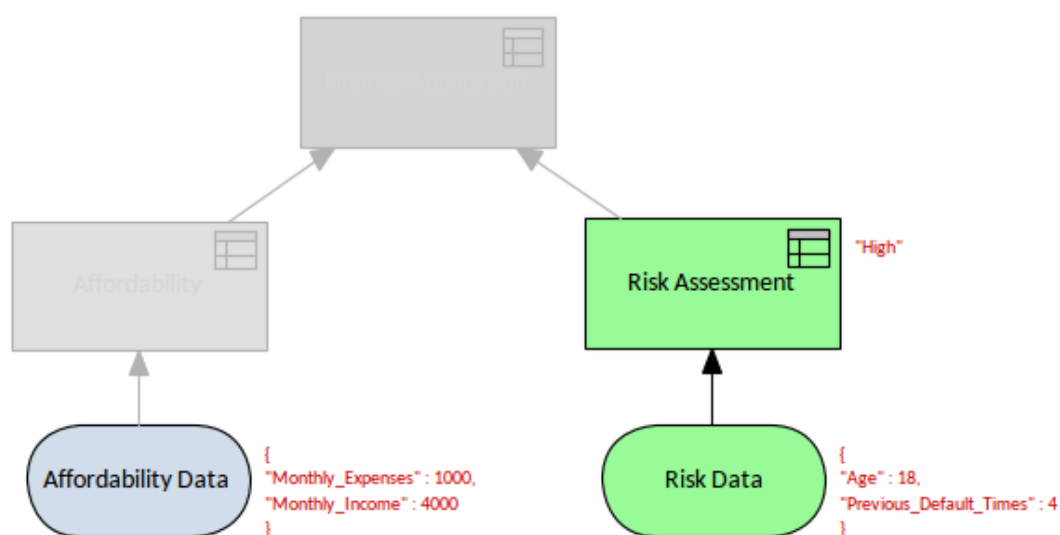 Affordability
"High"
Risk Assessment
Affordability Data
{
"Monthly_Expenses" : 1000,
"Monthly_Income" : 4000
}
Risk Data
{
"Age" : 18,
"Previous_Default_Times" : 4
}